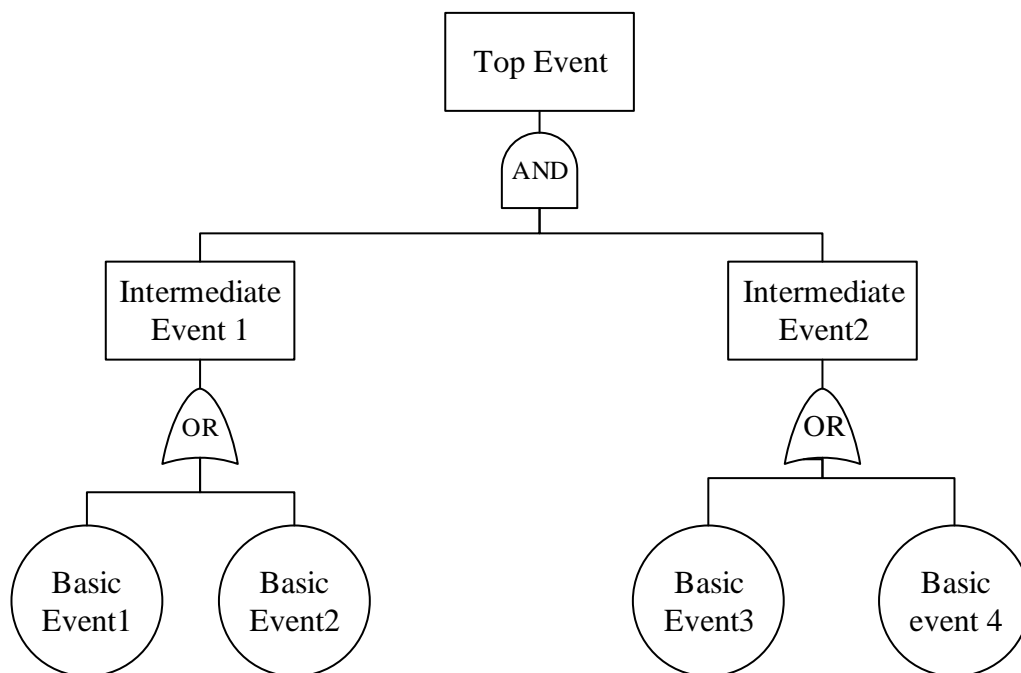 Top Event
AND
Intermediate
Event 1
Intermediate
Event2
OR
OR
Basic
Event1
Basic
Event2
Basic
Event3
Basic
event 4